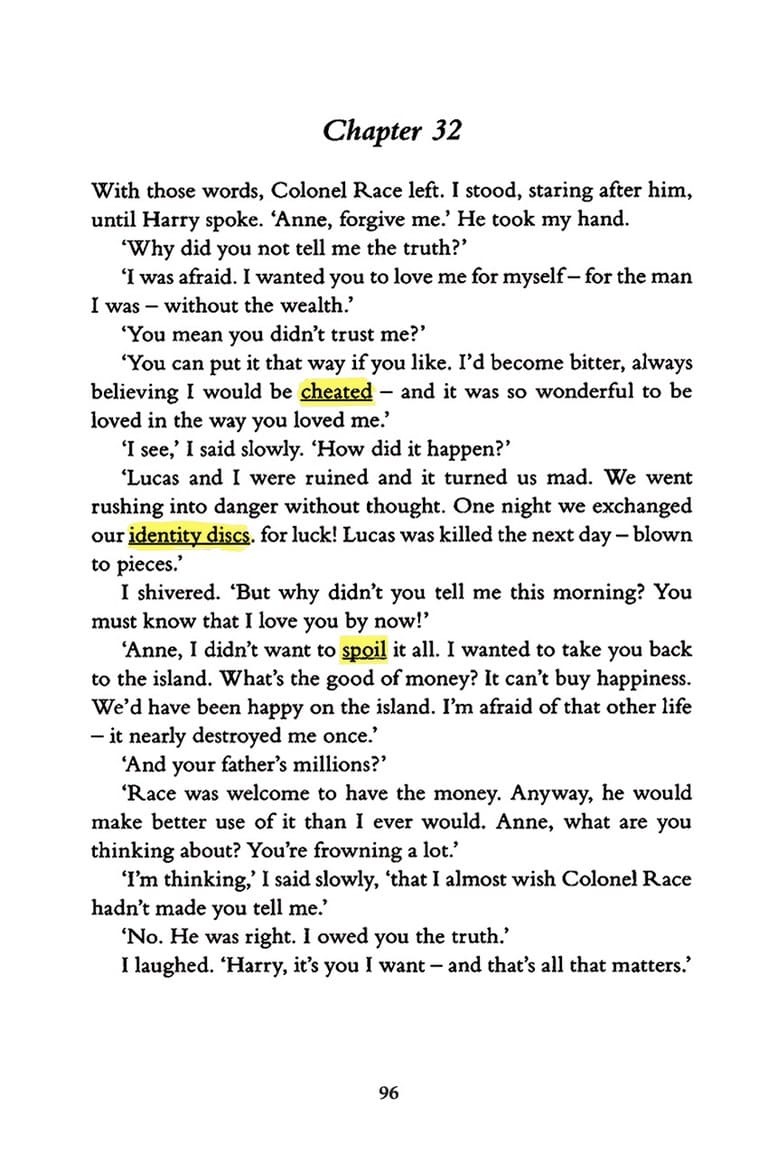 Chapter 32
With those words, Colonel Race left. I stood, staring after him,
until Harry spoke. ‘Anne, forgive me.’ He took my hand.
‘Why did you not tell me the truth?’
‘I was afraid. I wanted you to love me for myself – for the man
I was – without the wealth.’
‘You mean you didn’t trust me?’
‘You can put it that way if you like. I’d become bitter, always
believing I would be cheated – and it was so wonderful to be
loved in the way you loved me.’
‘I see,’ I said slowly. ‘How did it happen?’
‘Lucas and I were ruined and it turned us mad. We went
rushing into danger without thought. One night we exchanged
our identity discs. for luck! Lucas was killed the next day – blown
to pieces.’
I shivered. ‘But why didn’t you tell me this morning? You
must know that I love you by now!’
‘Anne, I didn’t want to spoil it all. I wanted to take you back
to the island. What’s the good of money? It can’t buy happiness.
We’d have been happy on the island. I’m afraid of that other life
– it nearly destroyed me once.’
‘And your father’s millions?’
‘Race was welcome to have the money. Anyway, he would
make better use of it than I ever would. Anne, what are you
thinking about? You’re frowning a lot.’
‘I’m thinking,’ I said slowly, ‘that I almost wish Colonel Race
hadn’t made you tell me.’
‘No. He was right. I owed you the truth.’
I laughed. ‘Harry, it’s you I want – and that’s all that matters.’
96